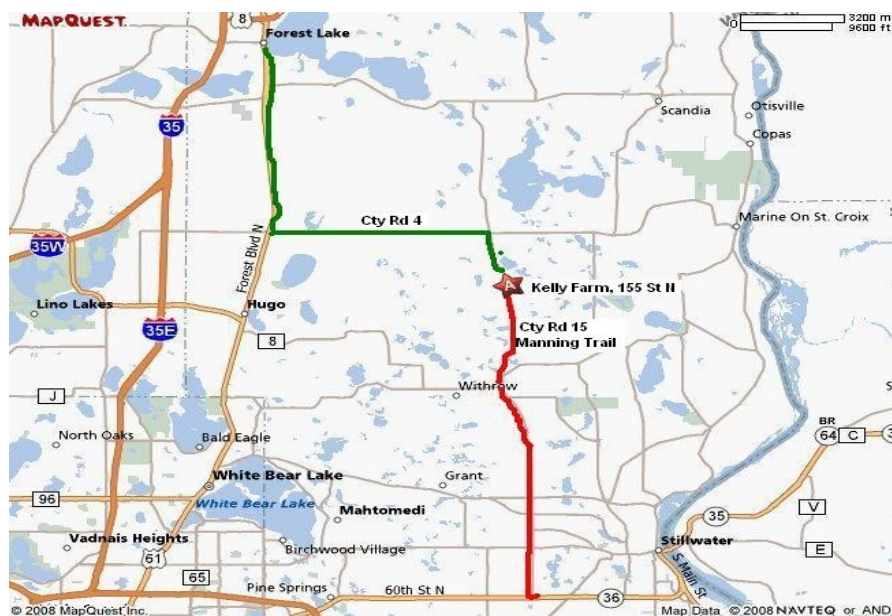 MAPQUEST
8
Forest Lake
0
3200 m
9600 ft
35
Scandia
Otisville
Copas
Cty Rd 4
Marine On St. Croix
35W
Forest Blvd N
Kelly Farm, 155 St N
A
Lino Lakes
Hugo
35E
8
Cty Rd 15
Manning Trail
J
Withrow
North Oaks
Bald Eagle
BR
64
C
White Bear Lake
White Bear Lake
Grant
96
Mahtomedi
35
V
Vadnais Heights
61
Birchwood Village
Stillwater
E
65
Pine Springs
60th St N
36
S Main St
© 2008 MapQuest Inc.
Map Data © 2008 NAVTEQ or AND